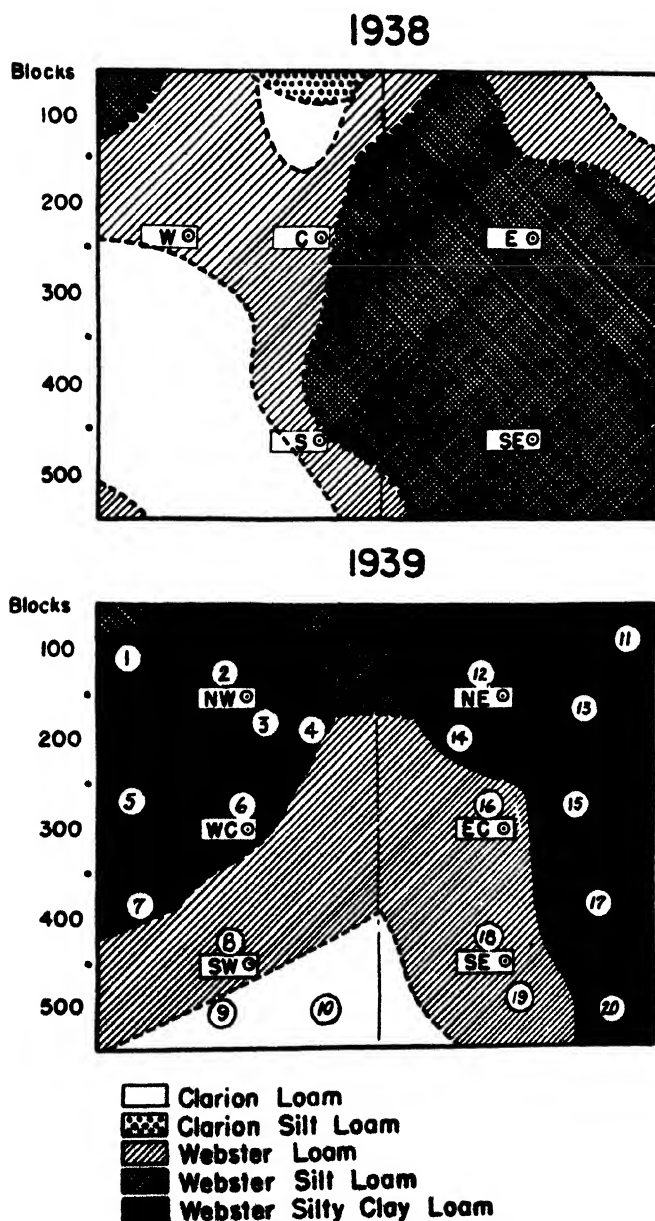 1938
Blocks
100
200
W C E
300
400
S SE
500
1939
Blocks
100
1 2 12 11
NW NE
3 4 14 13
200
5 6 16 15
300
WC EC
7 17
400
8 18
SW SE
9 10 19 20
500
Clarion Loam
Clarion Silt Loam
Webster Loam
Webster Silt Loam
Webster Silty Clay Loam